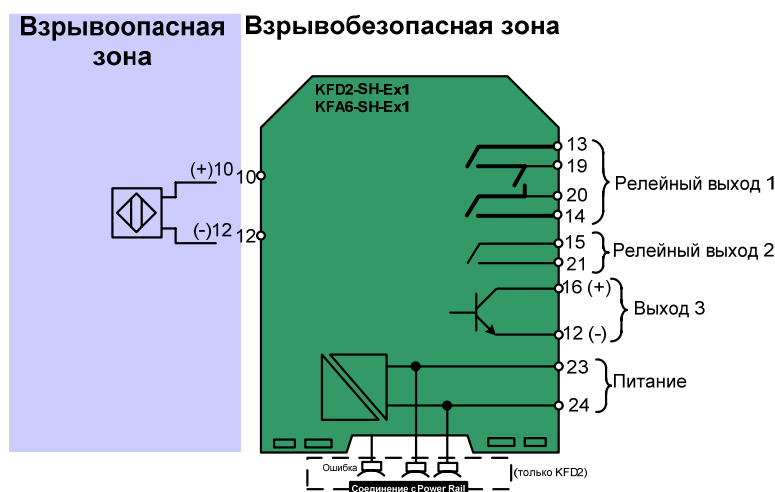 Взрывоопасная зона
Взрывобезопасная зона
KFD2-SH-Ex1
KFA6-SH-Ex1
(+)10
10
(-)12
12
13
19
20
14
Релейный выход 1
15
21
Релейный выход 2
16 (+)
12 (-)
Выход 3
23
24
Питание
Ошибка
(только KFD2)
Соединение с Power Rail